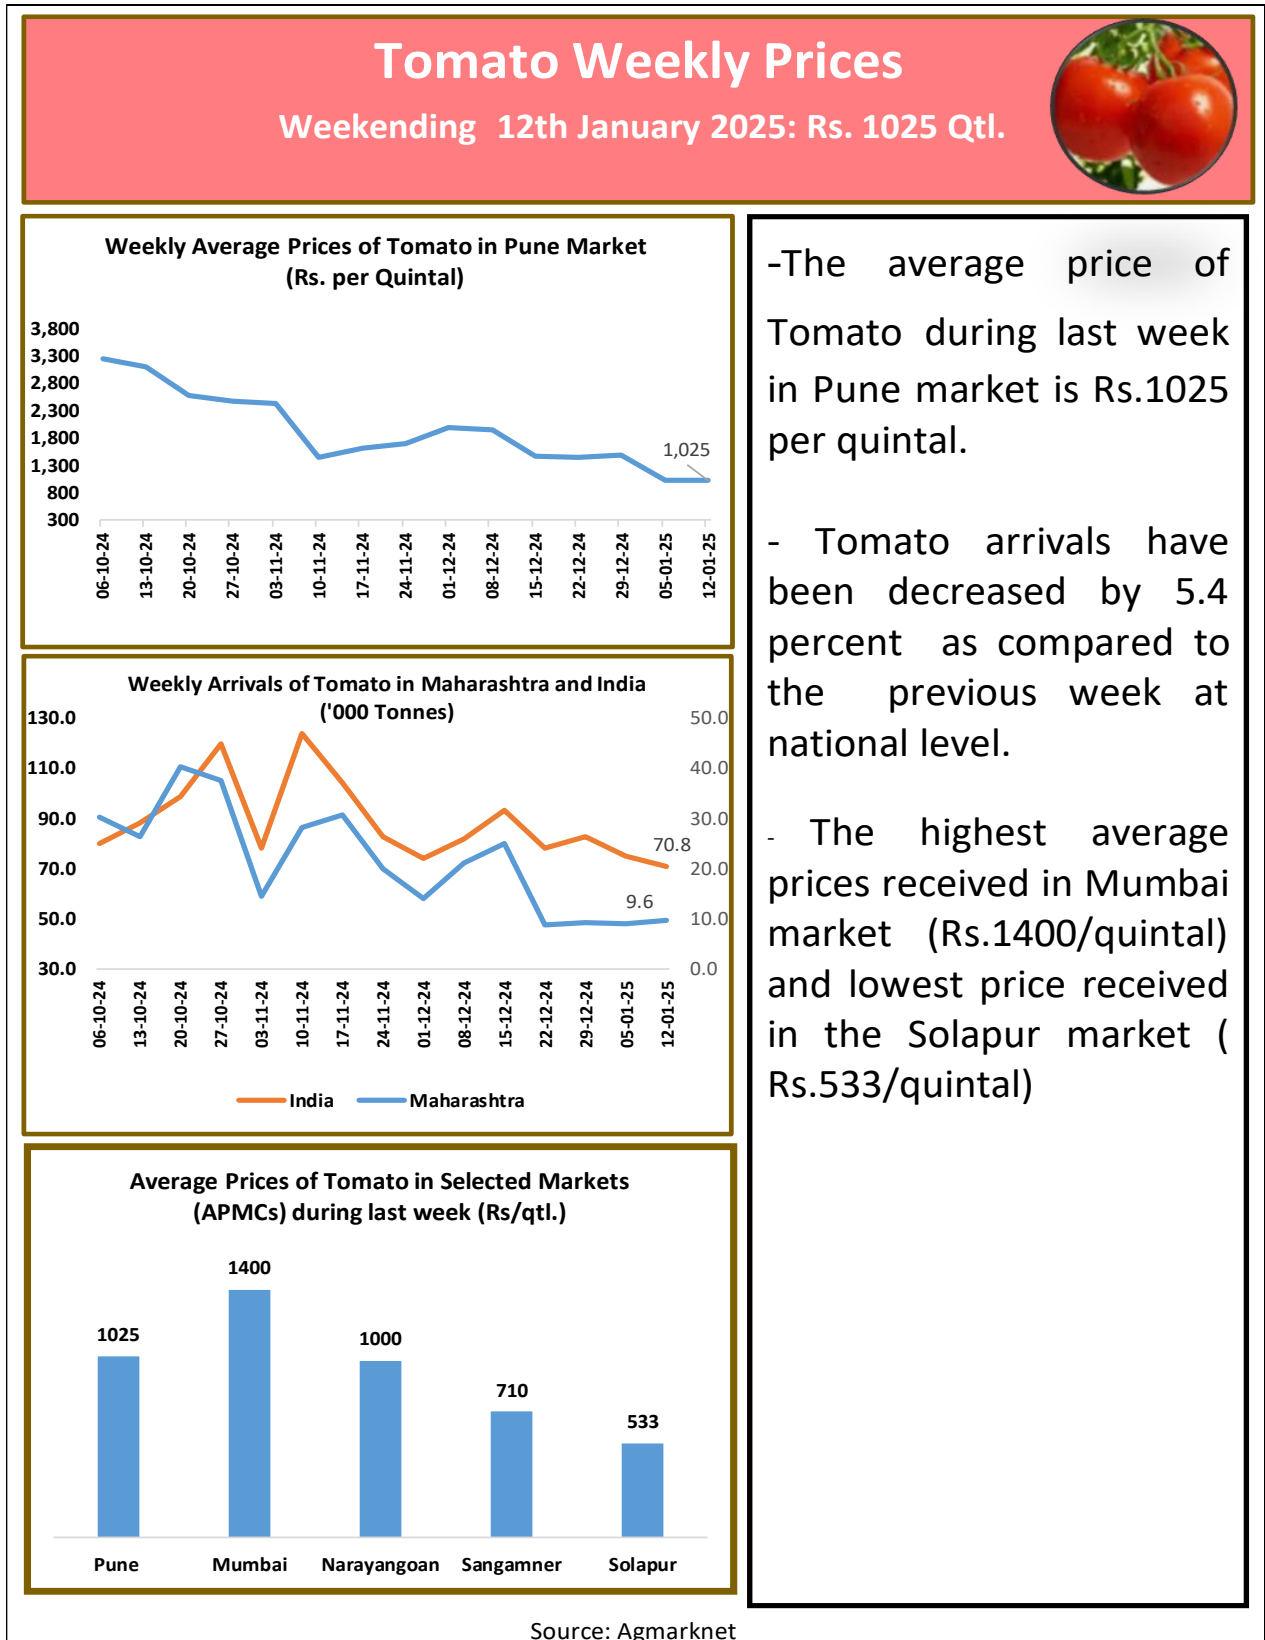 Tomato Weekly Prices
Weekending 12th January 2025: Rs. 1025 Qtl.
Weekly Average Prices of Tomato in Pune Market
(Rs. per Quintal)
3,800
3,300
2,800
2,300
1,800
1,300
800
300
1,025
06-10-24
13-10-24
20-10-24
27-10-24
03-11-24
10-11-24
17-11-24
24-11-24
01-12-24
08-12-24
15-12-24
22-12-24
29-12-24
05-01-25
12-01-25
Weekly Arrivals of Tomato in Maharashtra and India
('000 Tonnes)
130.0
110.0
90.0
70.0
50.0
30.0
50.0
40.0
30.0
20.0
10.0
0.0
70.8
9.6
06-10-24
13-10-24
20-10-24
27-10-24
03-11-24
10-11-24
17-11-24
24-11-24
01-12-24
08-12-24
15-12-24
22-12-24
29-12-24
05-01-25
12-01-25
India
Maharashtra
Average Prices of Tomato in Selected Markets
(APMCs) during last week (Rs/qtl.)
1025
1400
1000
710
533
Pune
Mumbai
Narayangoan
Sangamner
Solapur
-The average price of
Tomato during last week
in Pune market is Rs.1025
per quintal.
- Tomato arrivals have
been decreased by 5.4
percent as compared to
the previous week at
national level.
- The highest average
prices received in Mumbai
market (Rs.1400/quintal)
and lowest price received
in the Solapur market (
Rs.533/quintal)
Source: Agmarknet